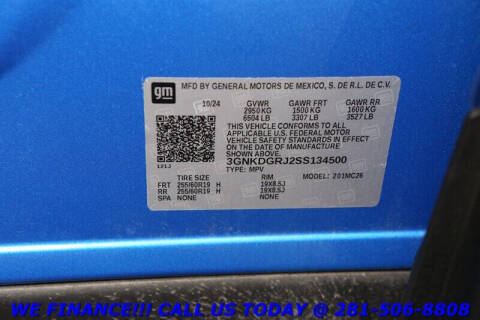 gm
MFD BY GENERAL MOTORS DE MEXICO, S. DE R.L. DE C.V.
10/24 GVWR GAWR FRT GAWR RR
2950 KG 1500 KG 1600 KG
6504 LB 3307 LB 3527 LB
THIS VEHICLE CONFORMS TO ALL APPLICABLE
U.S. FEDERAL MOTOR VEHICLE
SAFETY STANDARDS IN EFFECT
ON THE DATE OF MANUFACTURE
SHOWN ABOVE.
3GNKDGRJ2SS134500
TYPE: MPV MODEL: Z01MC26
TIRE SIZE RIM
FRT 255/60R19 H 19X8.5J
RR 255/60R19 H 19X8.5J
SPA NONE NONE
WE FINANCE!!! CALL US TODAY @ 281-506-8808